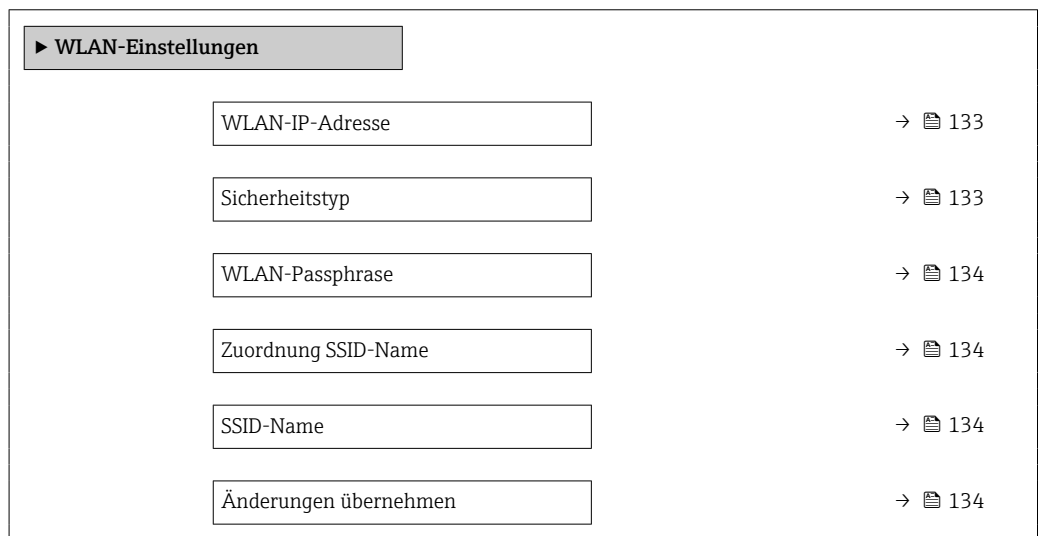 ► WLAN-Einstellungen
WLAN-IP-Adresse → 133
Sicherheitstyp → 133
WLAN-Passphrase → 134
Zuordnung SSID-Name → 134
SSID-Name → 134
Änderungen übernehmen → 134